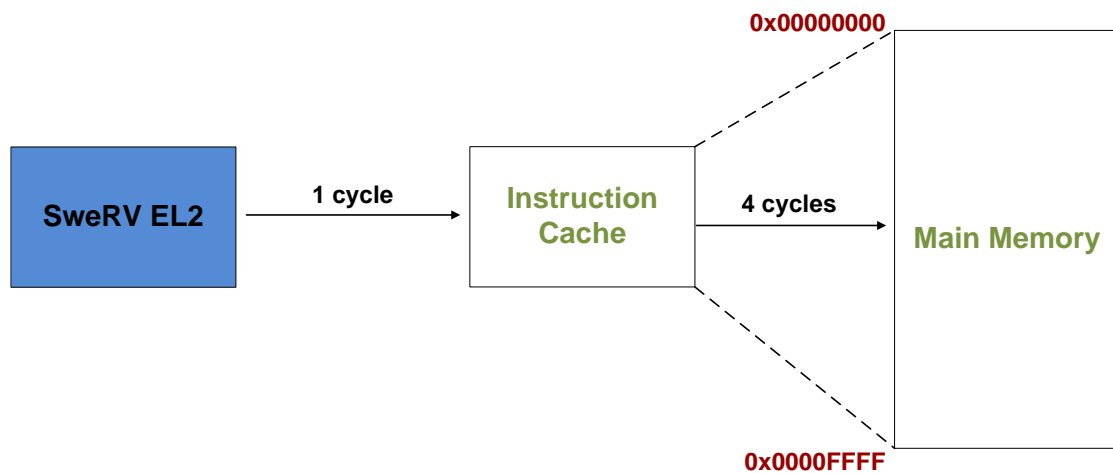 0x00000000
SweRV EL2
1 cycle
Instruction
Cache
4 cycles
Main Memory
0x0000FFFF